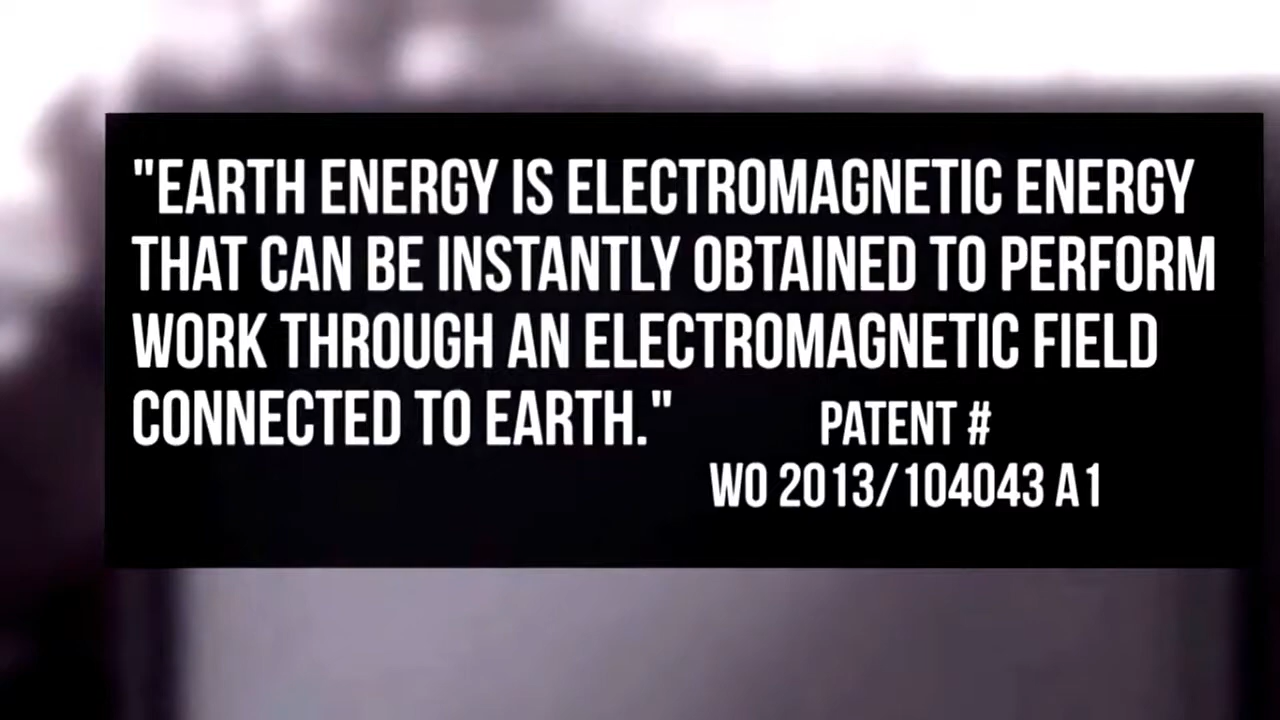 "EARTH ENERGY IS ELECTROMAGNETIC ENERGY
THAT CAN BE INSTANTLY OBTAINED TO PERFORM
WORK THROUGH AN ELECTROMAGNETIC FIELD
CONNECTED TO EARTH."
PATENT #
WO 2013/104043 A1